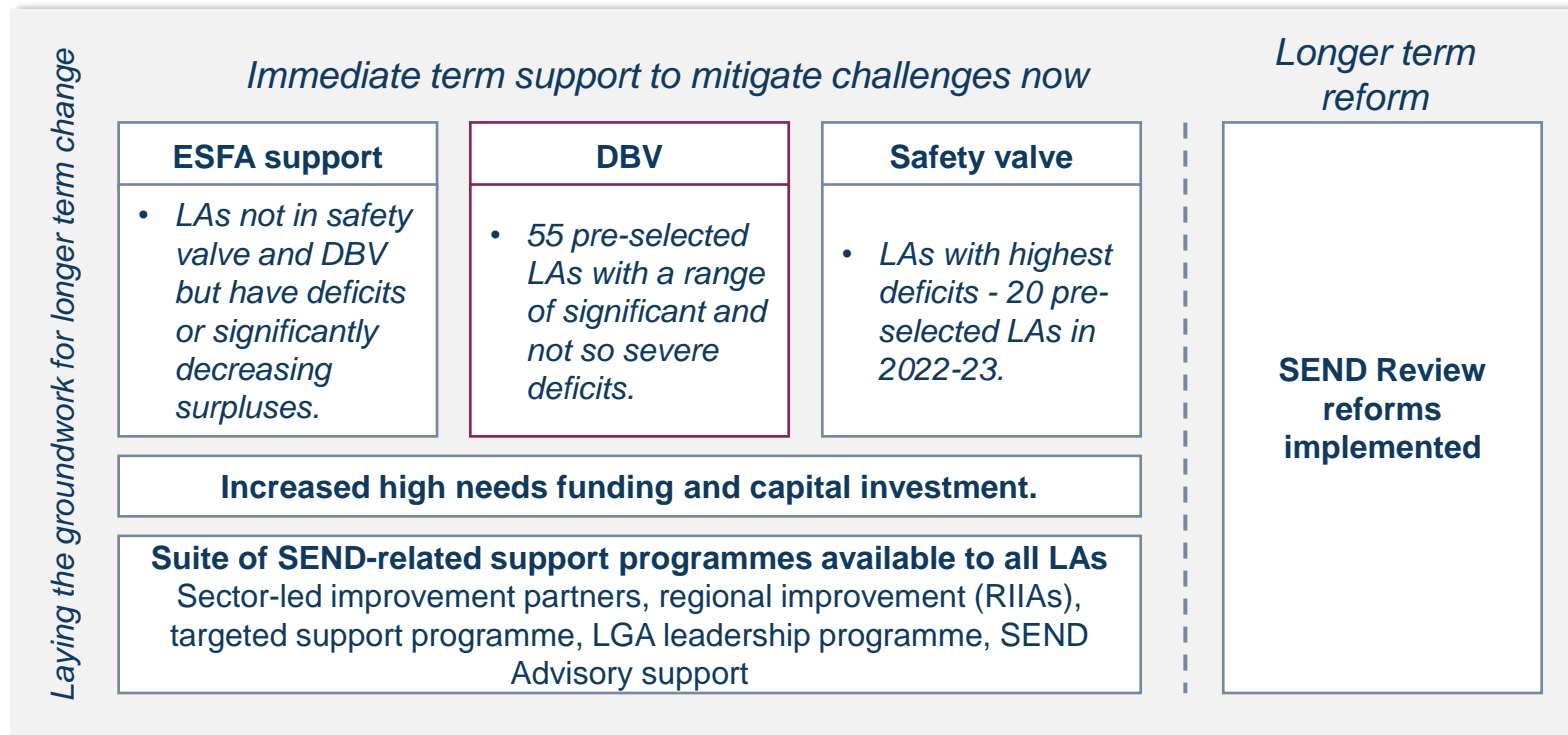 Laying the groundwork for longer term change
Immediate term support to mitigate challenges now
ESFA support
• LAs not in safety
valve and DBV
but have deficits
or significantly
decreasing
surpluses.
DBV
• 55 pre-selected
LAs with a range
of significant and
not so severe
deficits.
Safety valve
• LAs with highest
deficits - 20 pre-
selected LAs in
2022-23.
Increased high needs funding and capital investment.
Suite of SEND-related support programmes available to all LAs
Sector-led improvement partners, regional improvement (RIIAs),
targeted support programme, LGA leadership programme, SEND
Advisory support
Longer term
reform
SEND Review
reforms
implemented